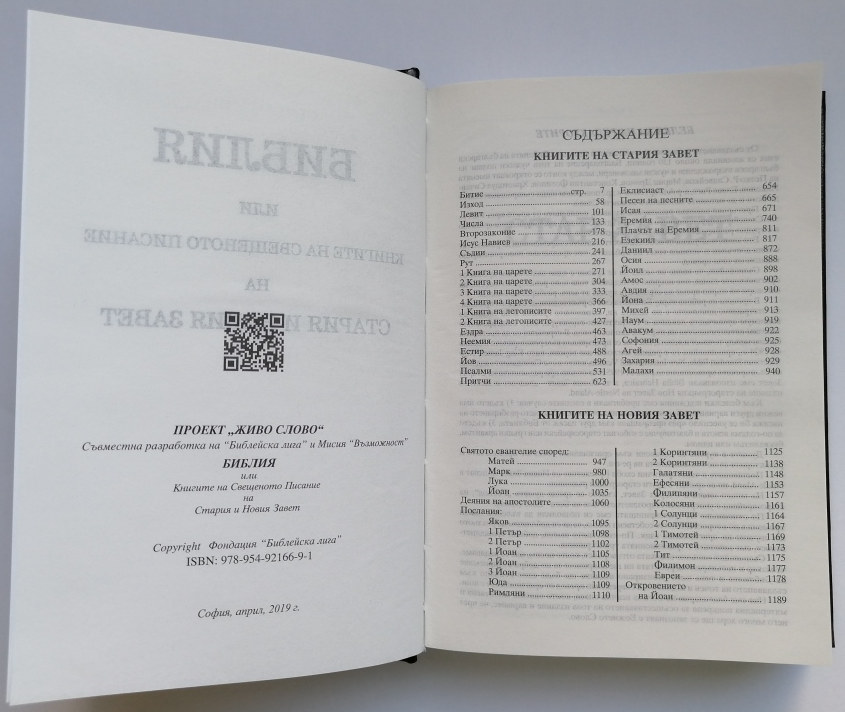 ПРОЕКТ „ЖИВО СЛОВО“
Съвместна разработка на “Библейска лига” и Мисия “Възможност”
БИБЛИЯ
или
Книгите на Свещеното Писание
на
Стария и Новия Завет
Copyright Фондация “Библейска лига”
ISBN: 978-954-92166-9-1
София, април, 2019 г.
СЪДЪРЖАНИЕ
КНИГИТЕ НА СТАРИЯ ЗАВЕТ
Битие стр. 7
Изход 58
Левит 101
Числа 133
Второзаконие 178
Исус Навиев 216
Съдии 241
Рут 267
1 Книга на царете 271
2 Книга на царете 304
3 Книга на царете 333
4 Книга на царете 366
1 Книга на летописите 397
2 Книга на летописите 427
Ездра 463
Неемия 473
Естир 488
Йов 496
Псалми 531
Притчи 623
Еклисиаст 654
Песен на песните 665
Исая 671
Еремия 740
Плачът на Еремия 811
Езекиил 817
Даниил 872
Осия 888
Йоил 898
Амос 902
Авдия 910
Йона 911
Михей 913
Наум 919
Авакум 922
Софония 925
Агей 928
Захария 929
Малахи 940
КНИГИТЕ НА НОВИЯ ЗАВЕТ
Святото евангелие според:
Матей 947
Марк 980
Лука 1000
Йоан 1035
Деяния на апостолите 1060
Послания:
Яков 1095
1 Петър 1098
2 Петър 1102
1 Йоан 1105
2 Йоан 1108
3 Йоан 1109
Юда 1109
Римляни 1110
1 Коринтяни 1125
2 Коринтяни 1138
Галатяни 1148
Ефесяни 1153
Филипяни 1157
Колосяни 1161
1 Солунци 1164
2 Солунци 1167
1 Тимотей 1169
2 Тимотей 1173
Тит 1175
Филимон 1177
Евреи 1178
Откровението
на Йоан 1189